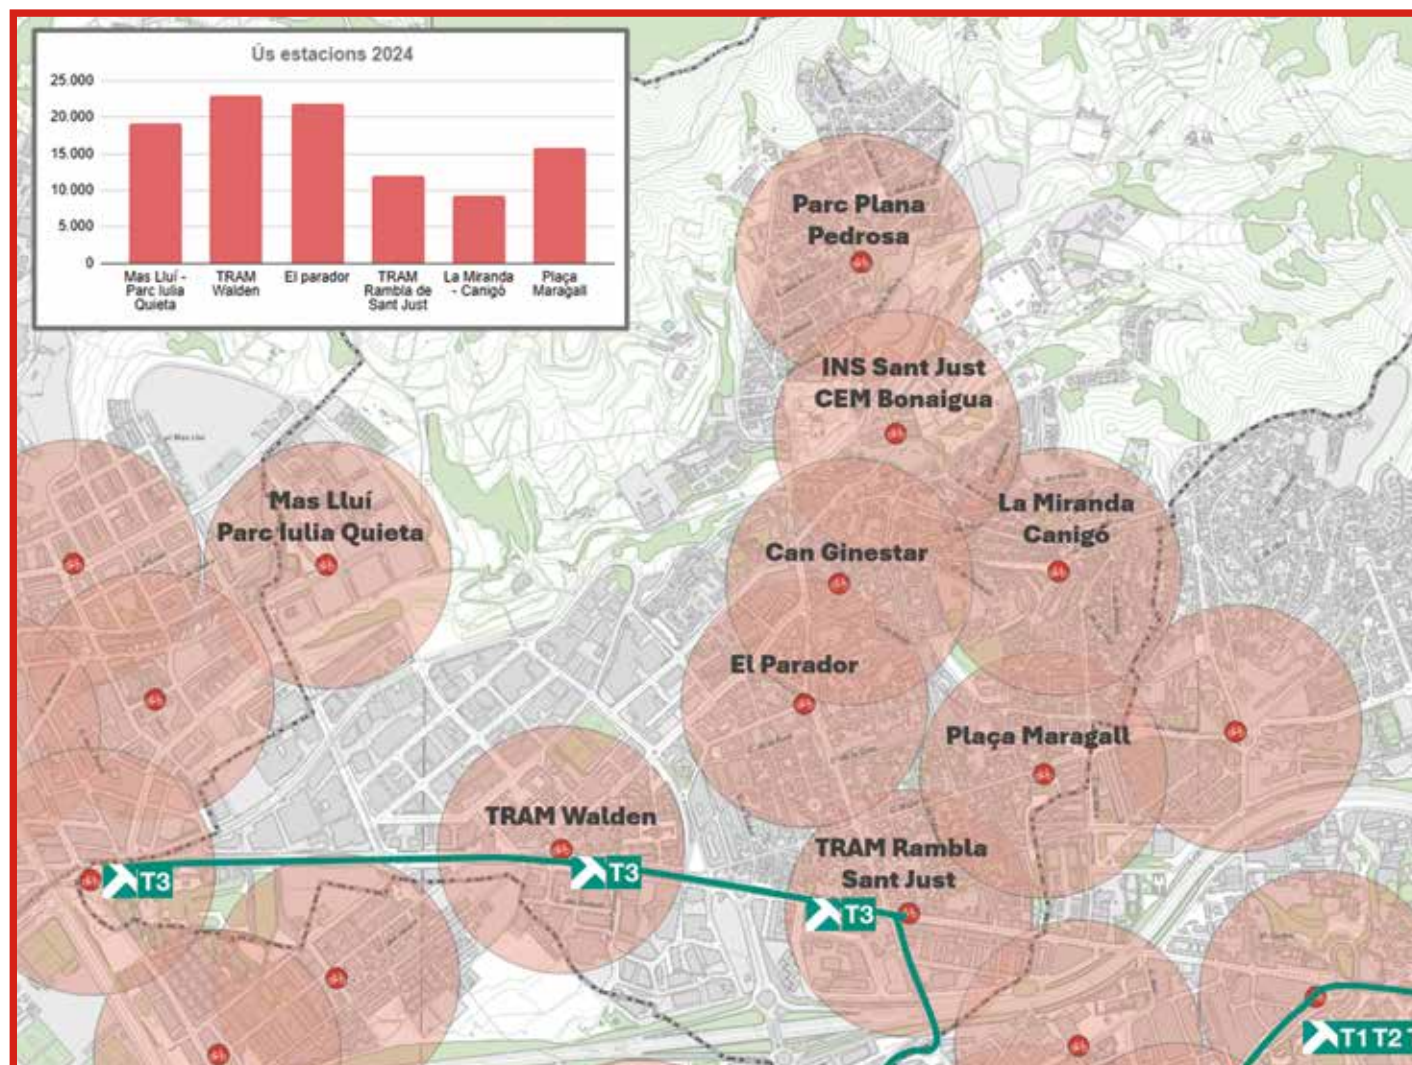 Ús estacions 2024
25.000
20.000
15.000
10.000
5.000
0
Mas Lluí -
Parc Iulia
Quieta
TRAM
Walden
El parador
TRAM
Rambla de
Sant Just
La Miranda
- Canigó
Plaça
Maragall
Parc Plana
Pedrosa
INS Sant Just
CEM Bonaigua
Mas Lluí
Parc Iulia Quieta
La Miranda
Canigó
Can Ginestar
El Parador
Plaça Maragall
TRAM Walden
TRAM Rambla
Sant Just
T3
T3
T3
T1 T2